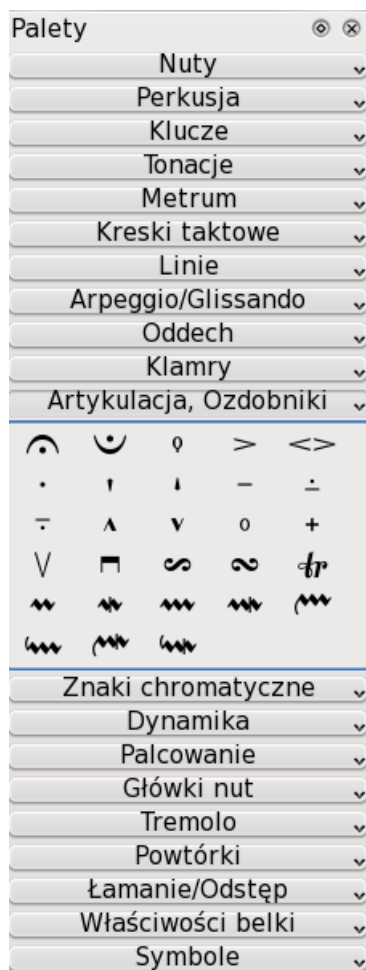 Palety
Nuty
Perkusja
Klucze
Tonacje
Metrum
Kreski taktowe
Linie
Arpeggio/Glissando
Oddech
Klamry
Artykulacja, Ozdobniki
tr
Znaki chromatyczne
Dynamika
Palcowanie
Główki nut
Tremolo
Powtórki
Łamanie/Odstęp
Właściwości belki
Symbole